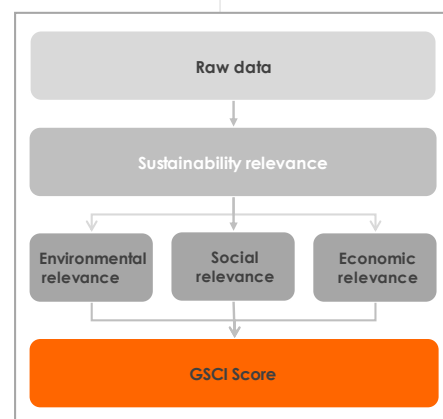 Raw data
Sustainability relevance
Environmental
relevance
Social
relevance
Economic
relevance
GSCI Score